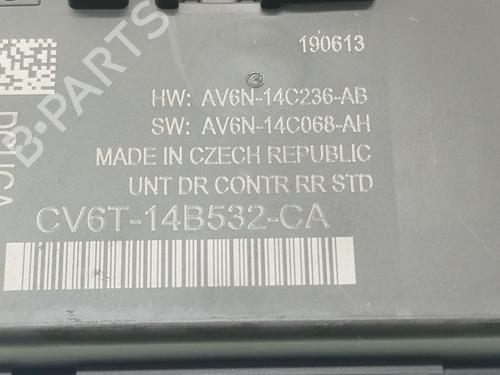 190613
HW: AV6N-14C236-AB
SW: AV6N-14C068-AH
MADE IN CZECH REPUBLIC
UNT DR CONTR RR STD
CV6T-14B532-CA
B-PARTS